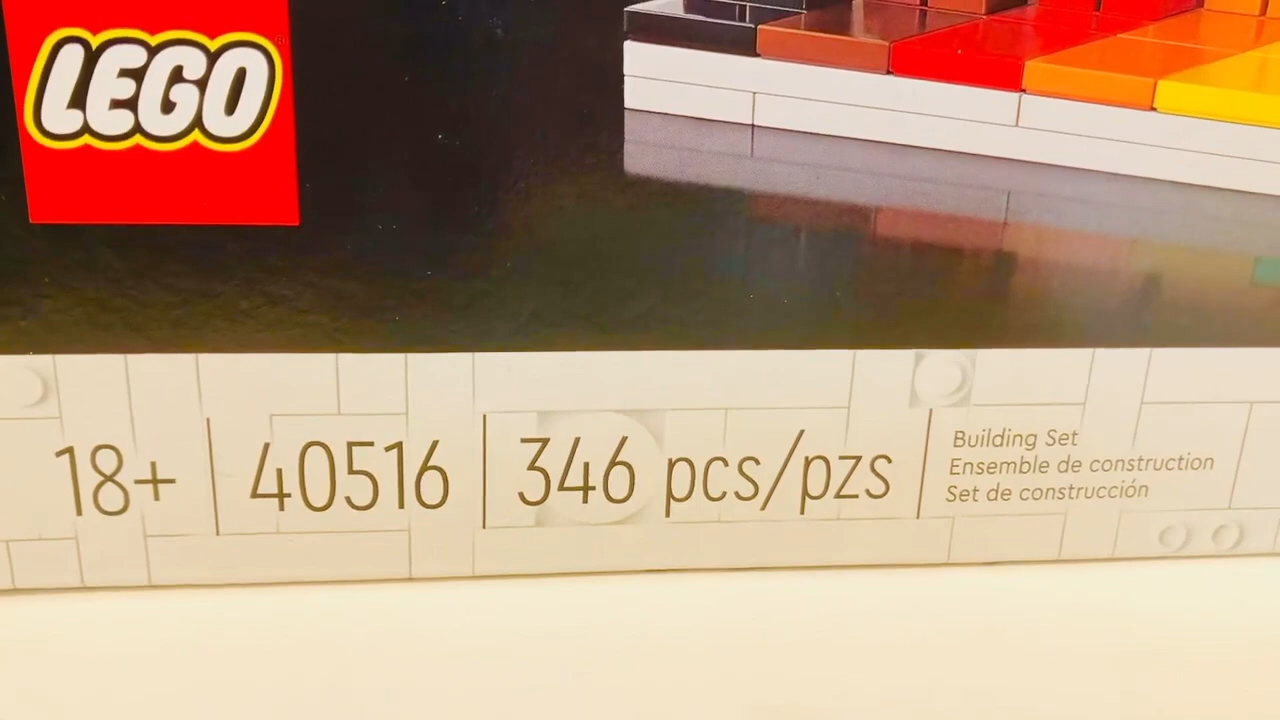 LEGO
18+
40516
346 pcs/pzs
Building Set
Ensemble de construction
Set de construcción